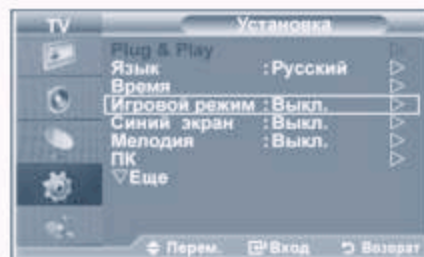 TV Установка
Plug & Play
Язык : Русский
Время
Игровой режим : Выкл.
Синий экран : Выкл.
Мелодия : Выкл.
ПК
▽Еще
Перем. Вход Возврат